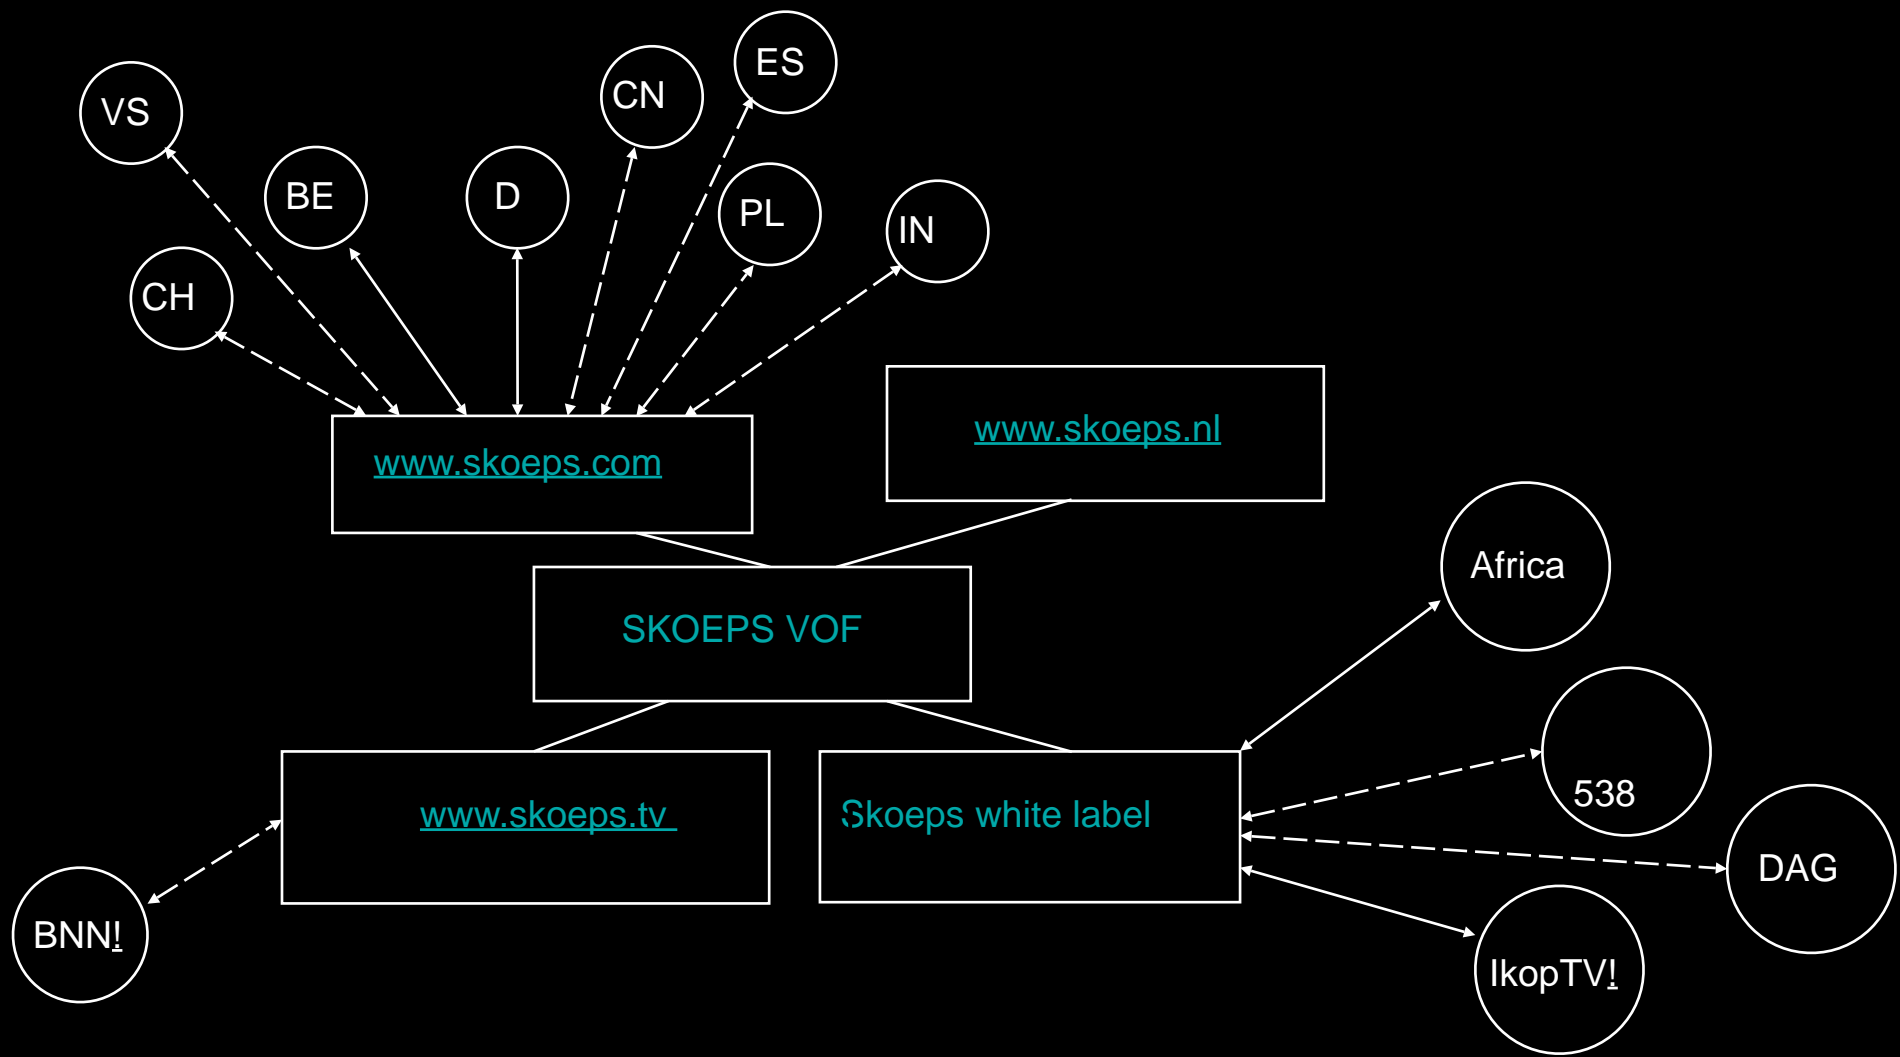 ES
CN
VS
BE
D
PL
IN
CH
www.skoeps.nl
www.skoeps.com
Africa
SKOEPS VOF
538
www.skoeps.tv
Skoeps white label
DAG
BNN!
IkopTV!